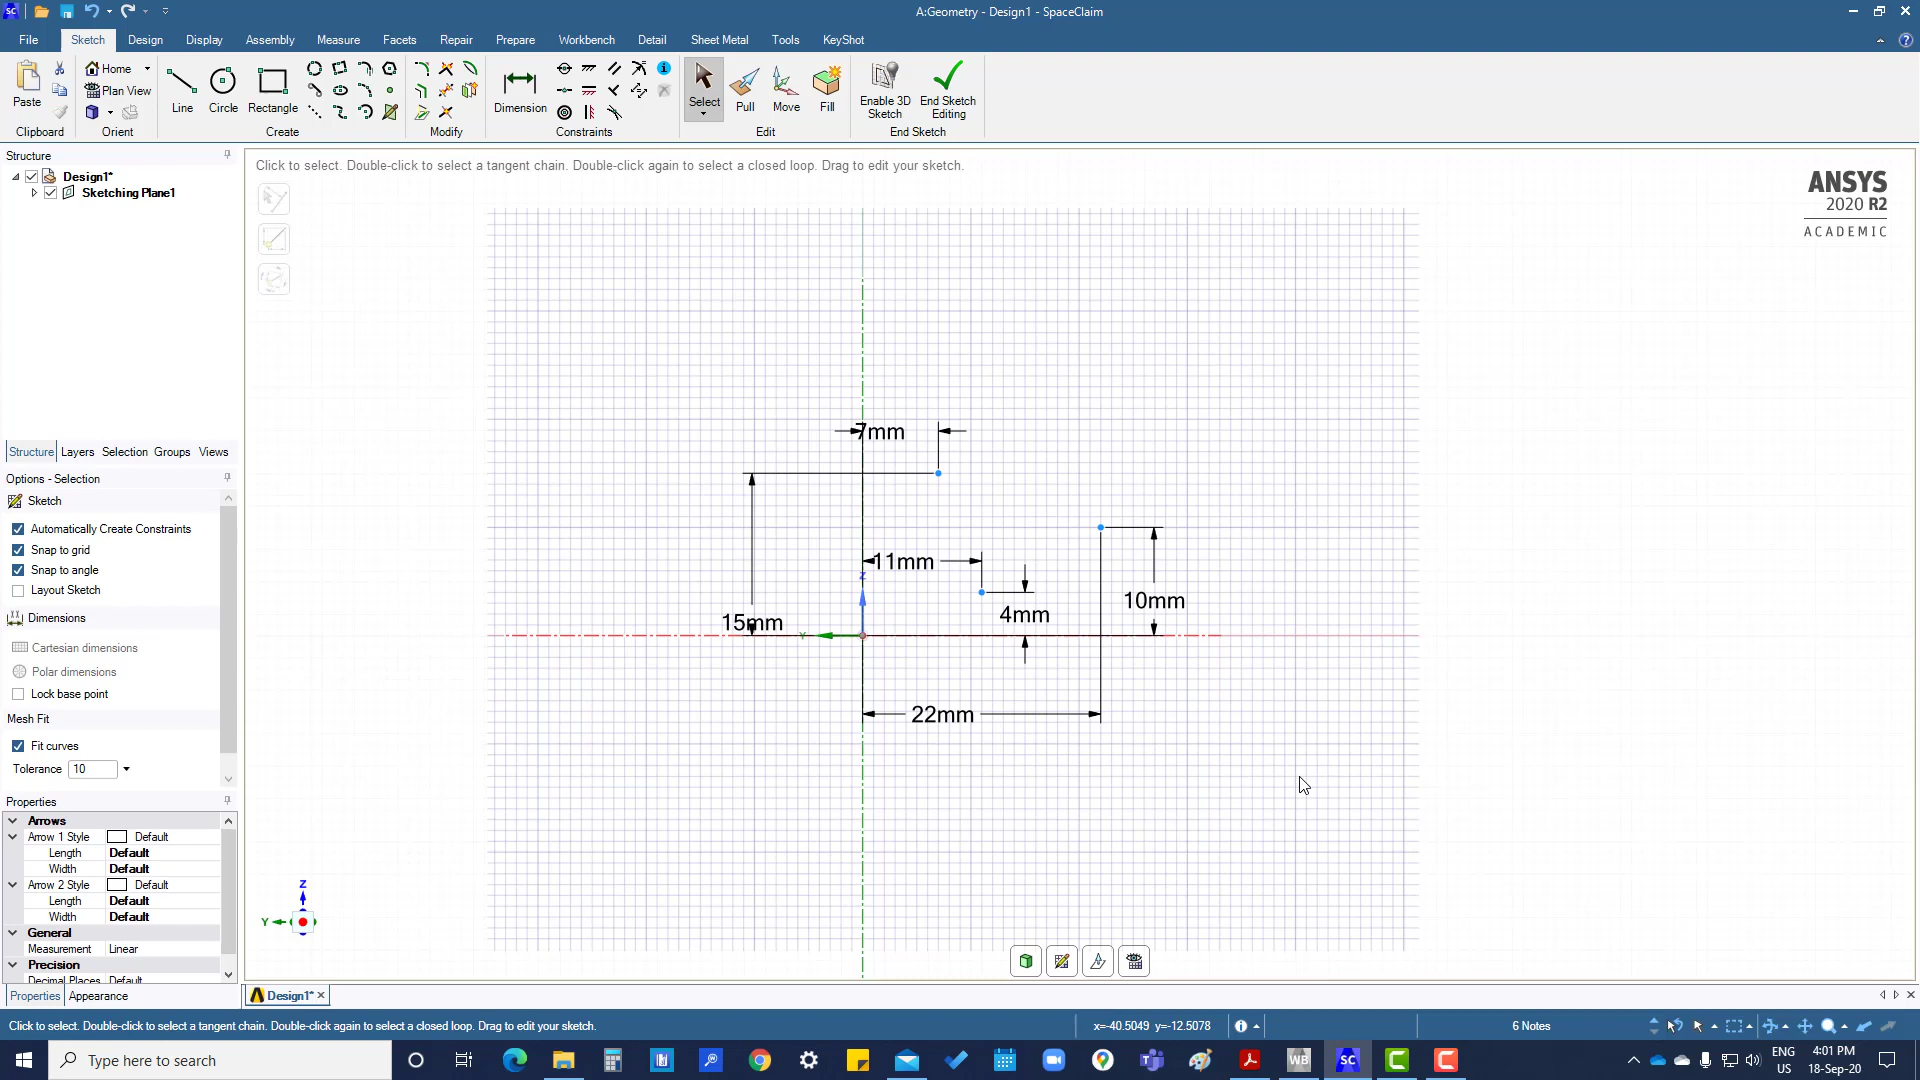 SC
A:Geometry - Design1 - SpaceClaim
File Sketch Design Display Assembly Measure Facets Repair Prepare Workbench Detail Sheet Metal Tools KeyShot
Paste
Home
Plan View
Line
Circle
Rectangle
Dimension
Select
Pull
Move
Fill
Enable 3D Sketch
End Sketch Editing
Clipboard
Orient
Create
Modify
Constraints
Edit
End Sketch
Structure
Design1*
Sketching Plane1
Structure Layers Selection Groups Views
Options - Selection
Sketch
Automatically Create Constraints
Snap to grid
Snap to angle
Layout Sketch
Dimensions
Cartesian dimensions
Polar dimensions
Lock base point
Mesh Fit
Fit curves
Tolerance 10
Properties
Arrows
Arrow 1 Style Default
Length Default
Width Default
Arrow 2 Style Default
Length Default
Width Default
General
Measurement Linear
Precision
Decimal Places Default
Properties Appearance
Click to select. Double-click to select a tangent chain. Double-click again to select a closed loop. Drag to edit your sketch.
ANSYS
2020 R2
ACADEMIC
7mm
11mm
Z
4mm
10mm
15mm
Y
22mm
Z
Y
Design1*
Click to select. Double-click to select a tangent chain. Double-click again to select a closed loop. Drag to edit your sketch.
x=-40.5049 y=-12.5078
6 Notes
Type here to search
WB
SC
ENG
US
4:01 PM
18-Sep-20